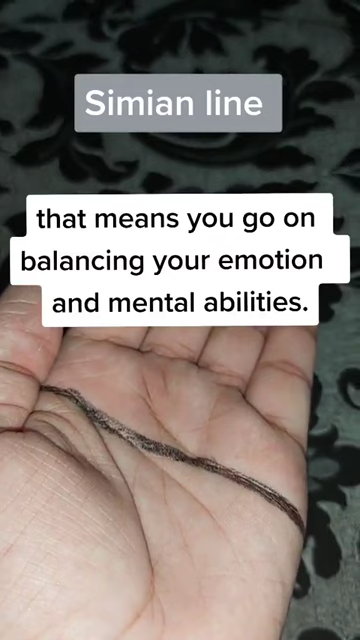 Simian line
that means you go on
balancing your emotion
and mental abilities.